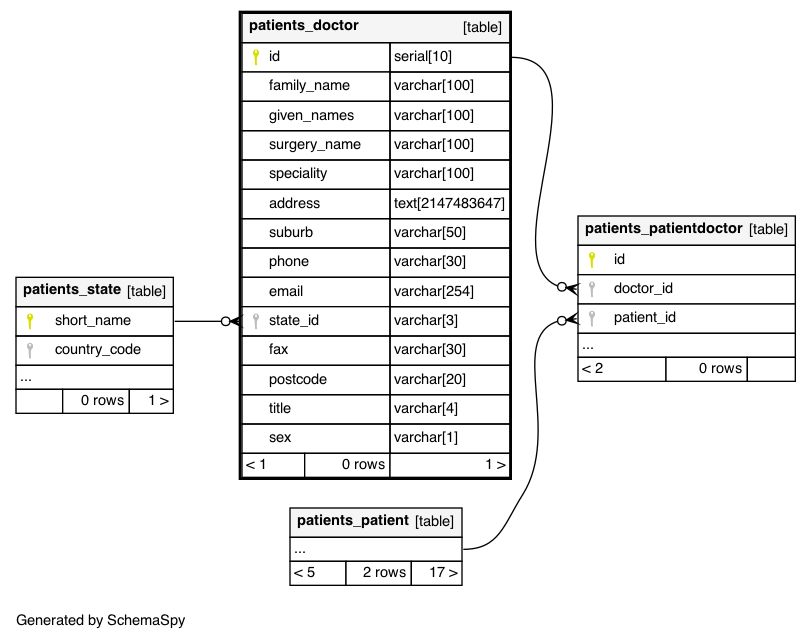 patients_doctor [table]
id serial[10]
family_name varchar[100]
given_names varchar[100]
surgery_name varchar[100]
speciality varchar[100]
address text[2147483647]
suburb varchar[50]
phone varchar[30]
email varchar[254]
state_id varchar[3]
fax varchar[30]
postcode varchar[20]
title varchar[4]
sex varchar[1]
< 1 0 rows 1 >
patients_patientdoctor [table]
id
doctor_id
patient_id
...
< 2 0 rows
patients_state [table]
short_name
country_code
...
0 rows 1 >
patients_patient [table]
...
< 5 2 rows 17 >
Generated by SchemaSpy